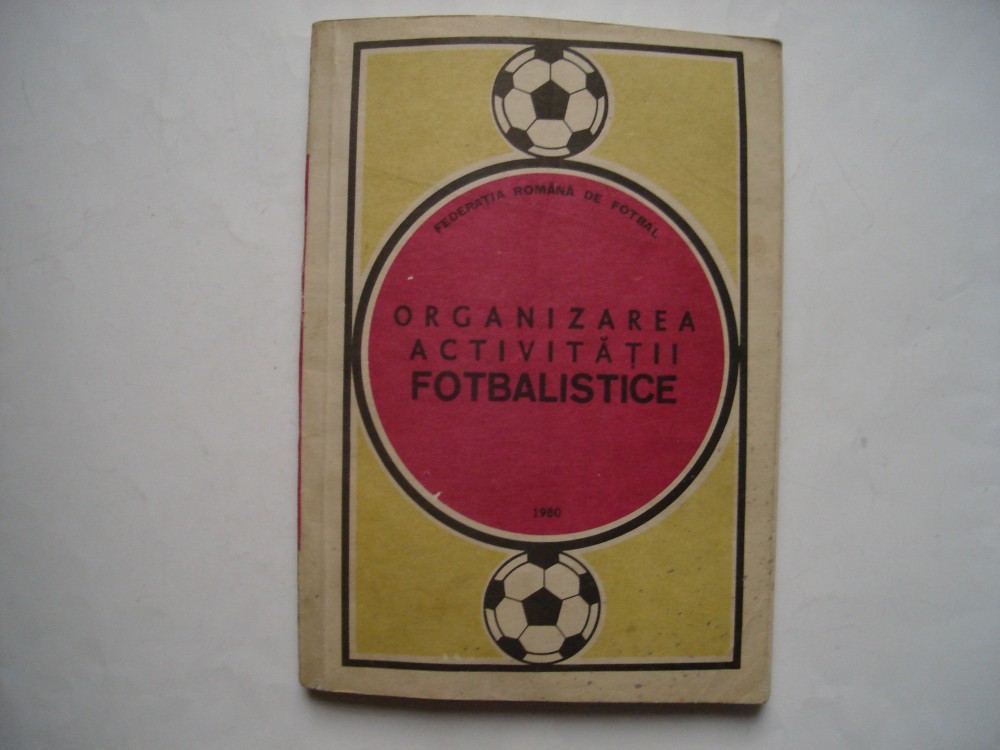 FEDERAȚIA ROMÂNĂ DE FOTBAL
ORGANIZAREA
ACTIVITĂȚII
FOTBALISTICE
1980